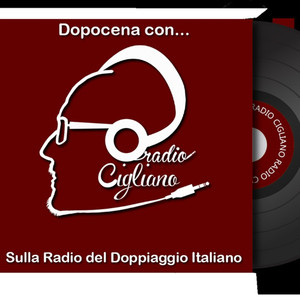 Dopocena con...
radio
Cigliano
Sulla Radio del Doppiaggio Italiano
RADIO CIGLIANO RADIO C